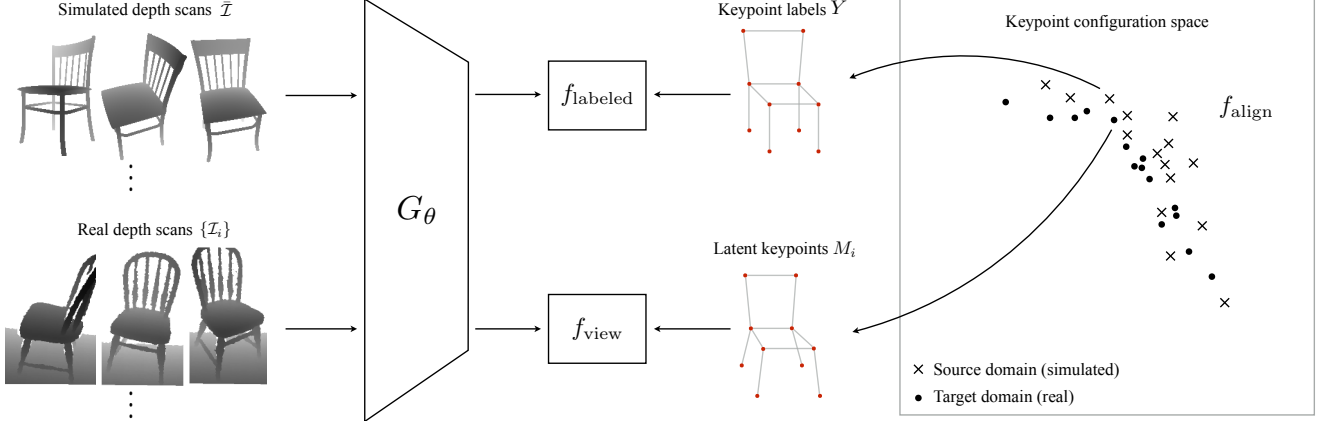 Simulated depth scans $\bar{\mathcal{I}}$
Real depth scans $\{\mathcal{I}_i\}$
$G_\theta$
$f_{\text{labeled}}$
$f_{\text{view}}$
Keypoint labels $Y$
Latent keypoints $M_i$
Keypoint configuration space
$f_{\text{align}}$
× Source domain (simulated)
● Target domain (real)